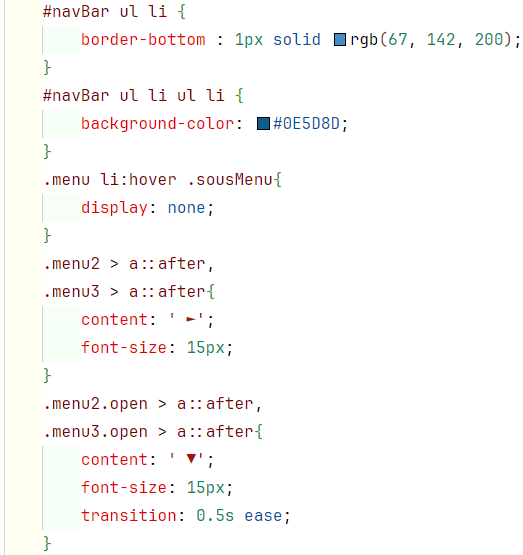 #navBar ul li {
border-bottom : 1px solid rgb(67, 142, 200);
}
#navBar ul li ul li {
background-color: #0E5D8D;
}
.menu li:hover .sousMenu{
display: none;
}
.menu2 > a::after,
.menu3 > a::after{
content: ' ►';
font-size: 15px;
}
.menu2.open > a::after,
.menu3.open > a::after{
content: ' ▼';
font-size: 15px;
transition: 0.5s ease;
}